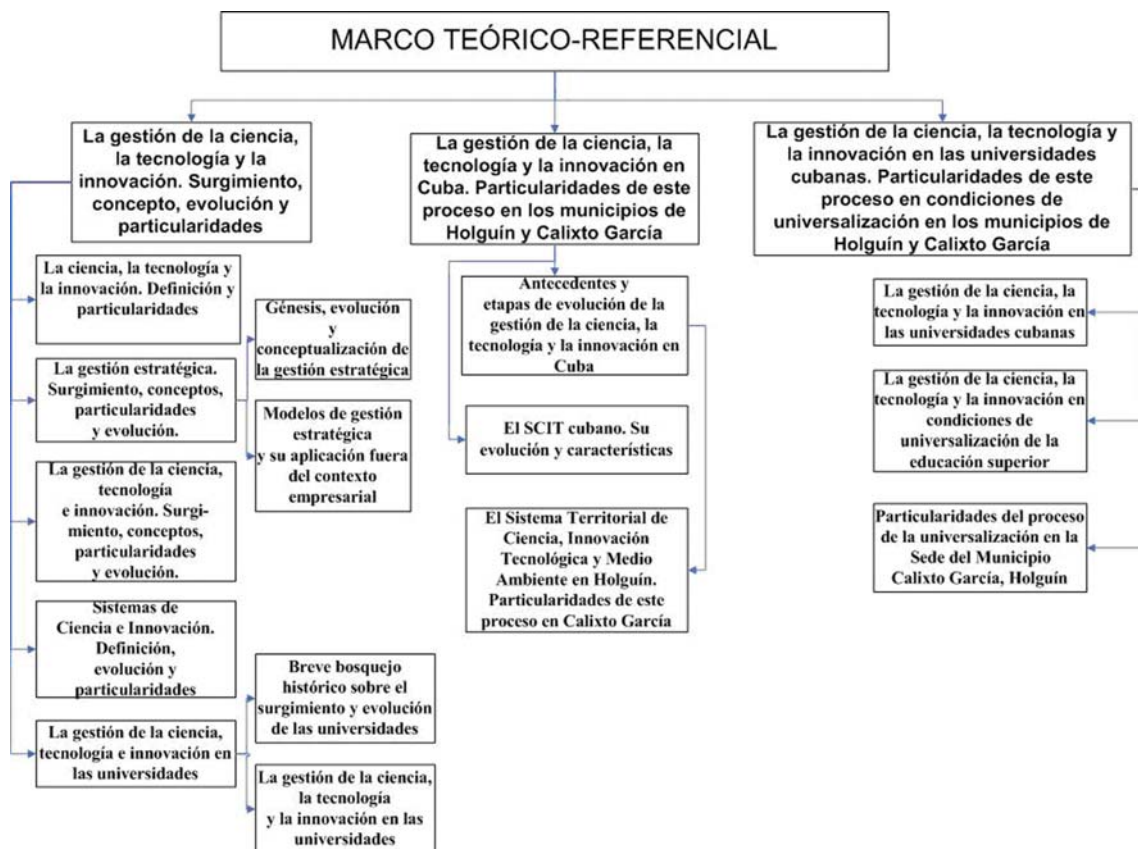 MARCO TEÓRICO-REFERENCIAL
La gestión de la ciencia,
la tecnología y la
innovación. Surgimiento,
concepto, evolución y
particularidades
La ciencia, la tecnología y
la innovación. Definición y
particularidades
La gestión estratégica.
Surgimiento, conceptos,
particularidades
y evolución.
Génesis, evolución
y
conceptualización de
la gestión estratégica
Modelos de gestión
estratégica
y su aplicación fuera
del contexto
empresarial
La gestión de la ciencia,
tecnología
e innovación. Surgi-
miento, conceptos,
particularidades
y evolución.
Sistemas de
Ciencia e Innovación.
Definición,
evolución y
particularidades
La gestión de la ciencia,
tecnología e innovación en
las universidades
Breve bosquejo
histórico sobre el
surgimiento y evolución
de las universidades
La gestión de la ciencia,
la tecnología
y la innovación en las
universidades
La gestión de la ciencia, la
tecnología y la innovación en
Cuba. Particularidades de este
proceso en los municipios de
Holguín y Calixto García
Antecedentes y
etapas de evolución de la
gestión de la ciencia, la
tecnología y la innovación en
Cuba
El SCIT cubano. Su
evolución y características
El Sistema Territorial de
Ciencia, Innovación
Tecnológica y Medio
Ambiente en Holguín.
Particularidades de este
proceso en Calixto García
La gestión de la ciencia, la tecnología y
la innovación en las universidades
cubanas. Particularidades de este
proceso en condiciones de
universalización en los municipios de
Holguín y Calixto García
La gestión de la ciencia, la
tecnología y la innovación en
las universidades cubanas
La gestión de la ciencia, la
tecnología y la innovación en
condiciones de
universalización de la
educación superior
Particularidades del proceso
de la universalización en la
Sede del Municipio
Calixto García, Holguín